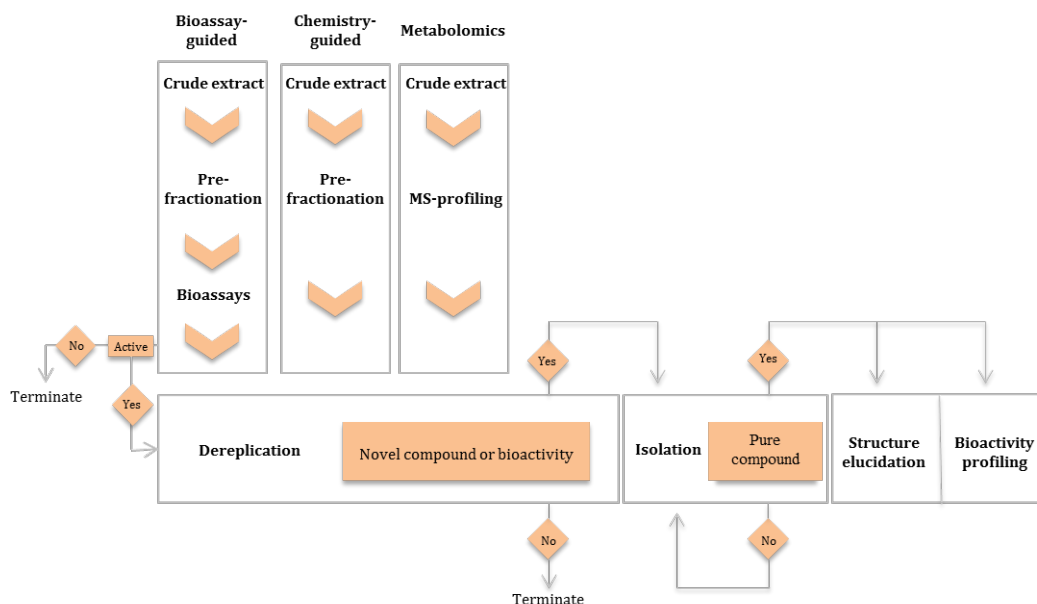 Bioassay-
guided
Chemistry-
guided
Metabolomics
Crude extract
Crude extract
Crude extract
Pre-
fractionation
Pre-
fractionation
MS-profiling
Bioassays
No
Active
Terminate
Yes
Yes
Yes
Dereplication
Novel compound or bioactivity
Isolation
Pure
compound
Structure
elucidation
Bioactivity
profiling
No
No
Terminate